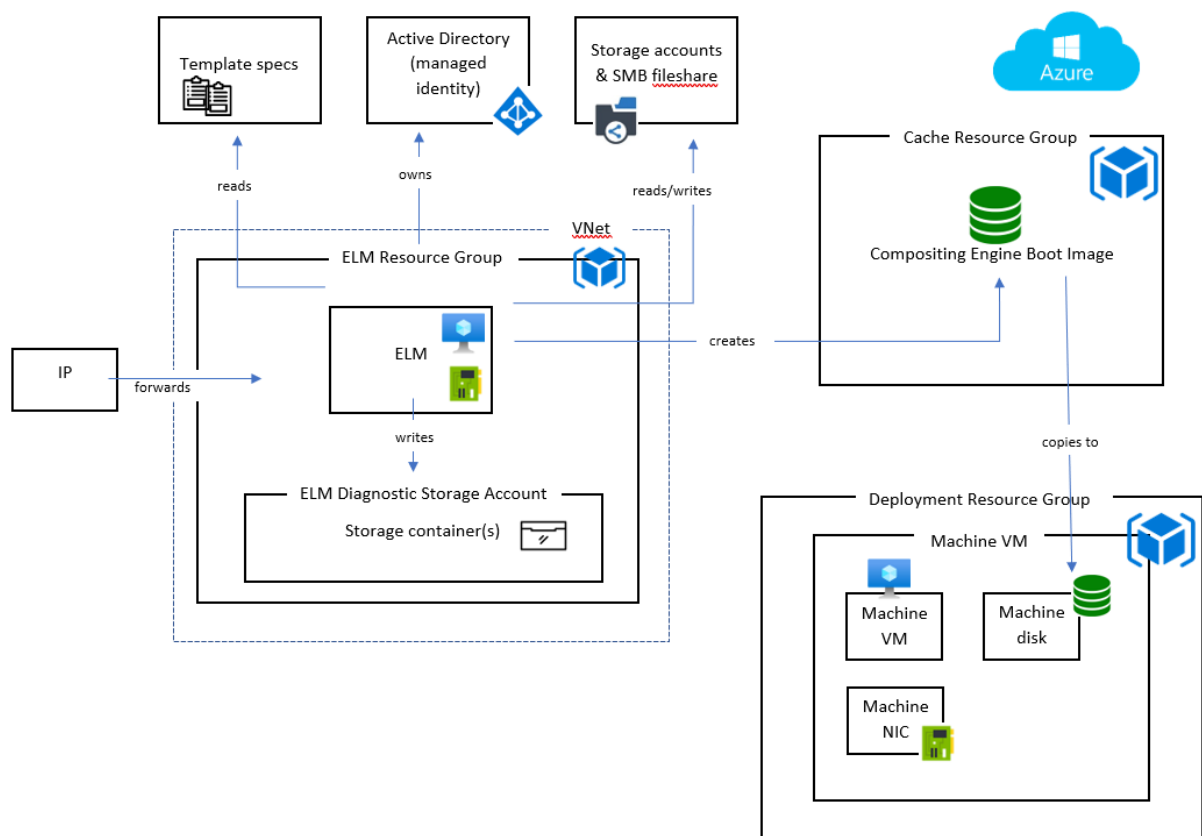 Template specs
Active Directory
(managed
identity)
Storage accounts
& SMB fileshare
Azure
Cache Resource Group
reads
owns
reads/writes
VNet
ELM Resource Group
Compositing Engine Boot Image
IP
forwards
ELM
creates
writes
copies to
ELM Diagnostic Storage Account
Storage container(s)
Deployment Resource Group
Machine VM
Machine
VM
Machine
disk
Machine
NIC